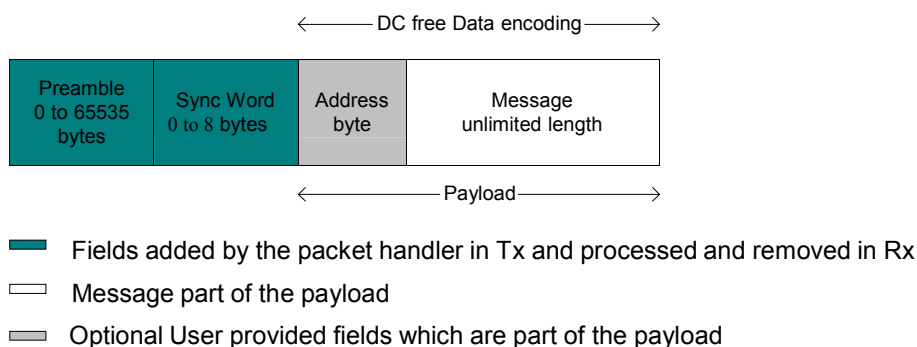 DC free Data encoding
Preamble
0 to 65535
bytes
Sync Word
0 to 8 bytes
Address
byte
Message
unlimited length
Payload
Fields added by the packet handler in Tx and processed and removed in Rx
Message part of the payload
Optional User provided fields which are part of the payload